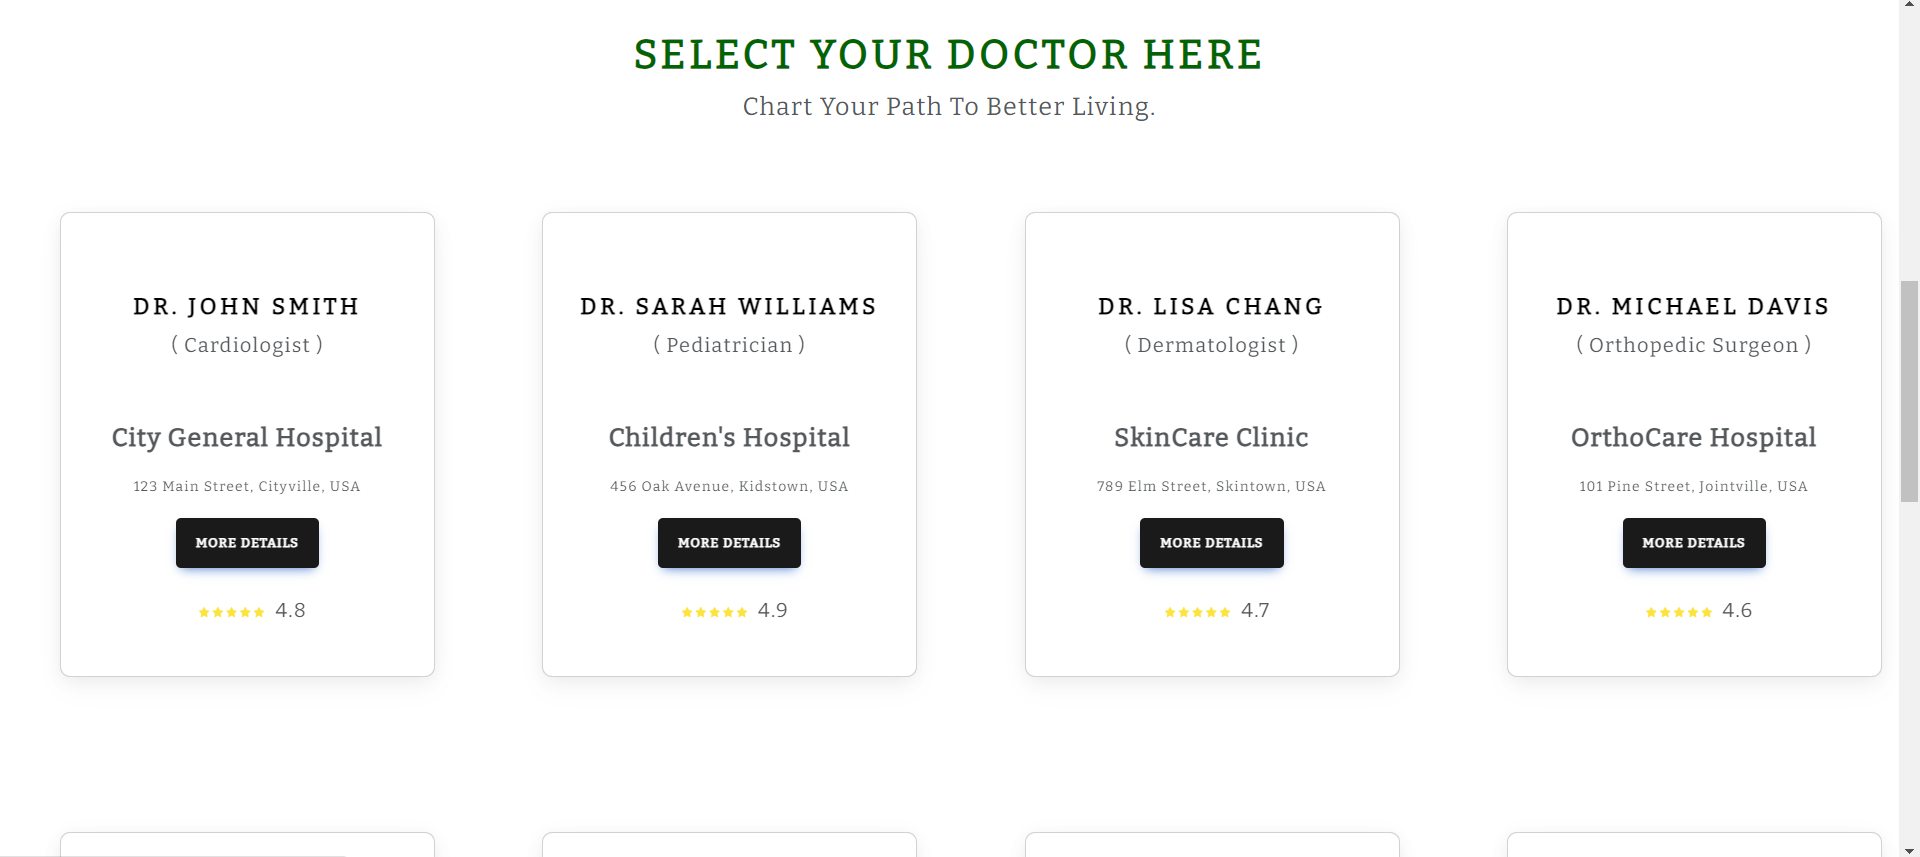 SELECT YOUR DOCTOR HERE
Chart Your Path To Better Living.
DR. JOHN SMITH
( Cardiologist )
City General Hospital
123 Main Street, Cityville, USA
MORE DETAILS
4.8
DR. SARAH WILLIAMS
( Pediatrician )
Children's Hospital
456 Oak Avenue, Kidstown, USA
MORE DETAILS
4.9
DR. LISA CHANG
( Dermatologist )
SkinCare Clinic
789 Elm Street, Skintown, USA
MORE DETAILS
4.7
DR. MICHAEL DAVIS
( Orthopedic Surgeon )
OrthoCare Hospital
101 Pine Street, Jointville, USA
MORE DETAILS
4.6